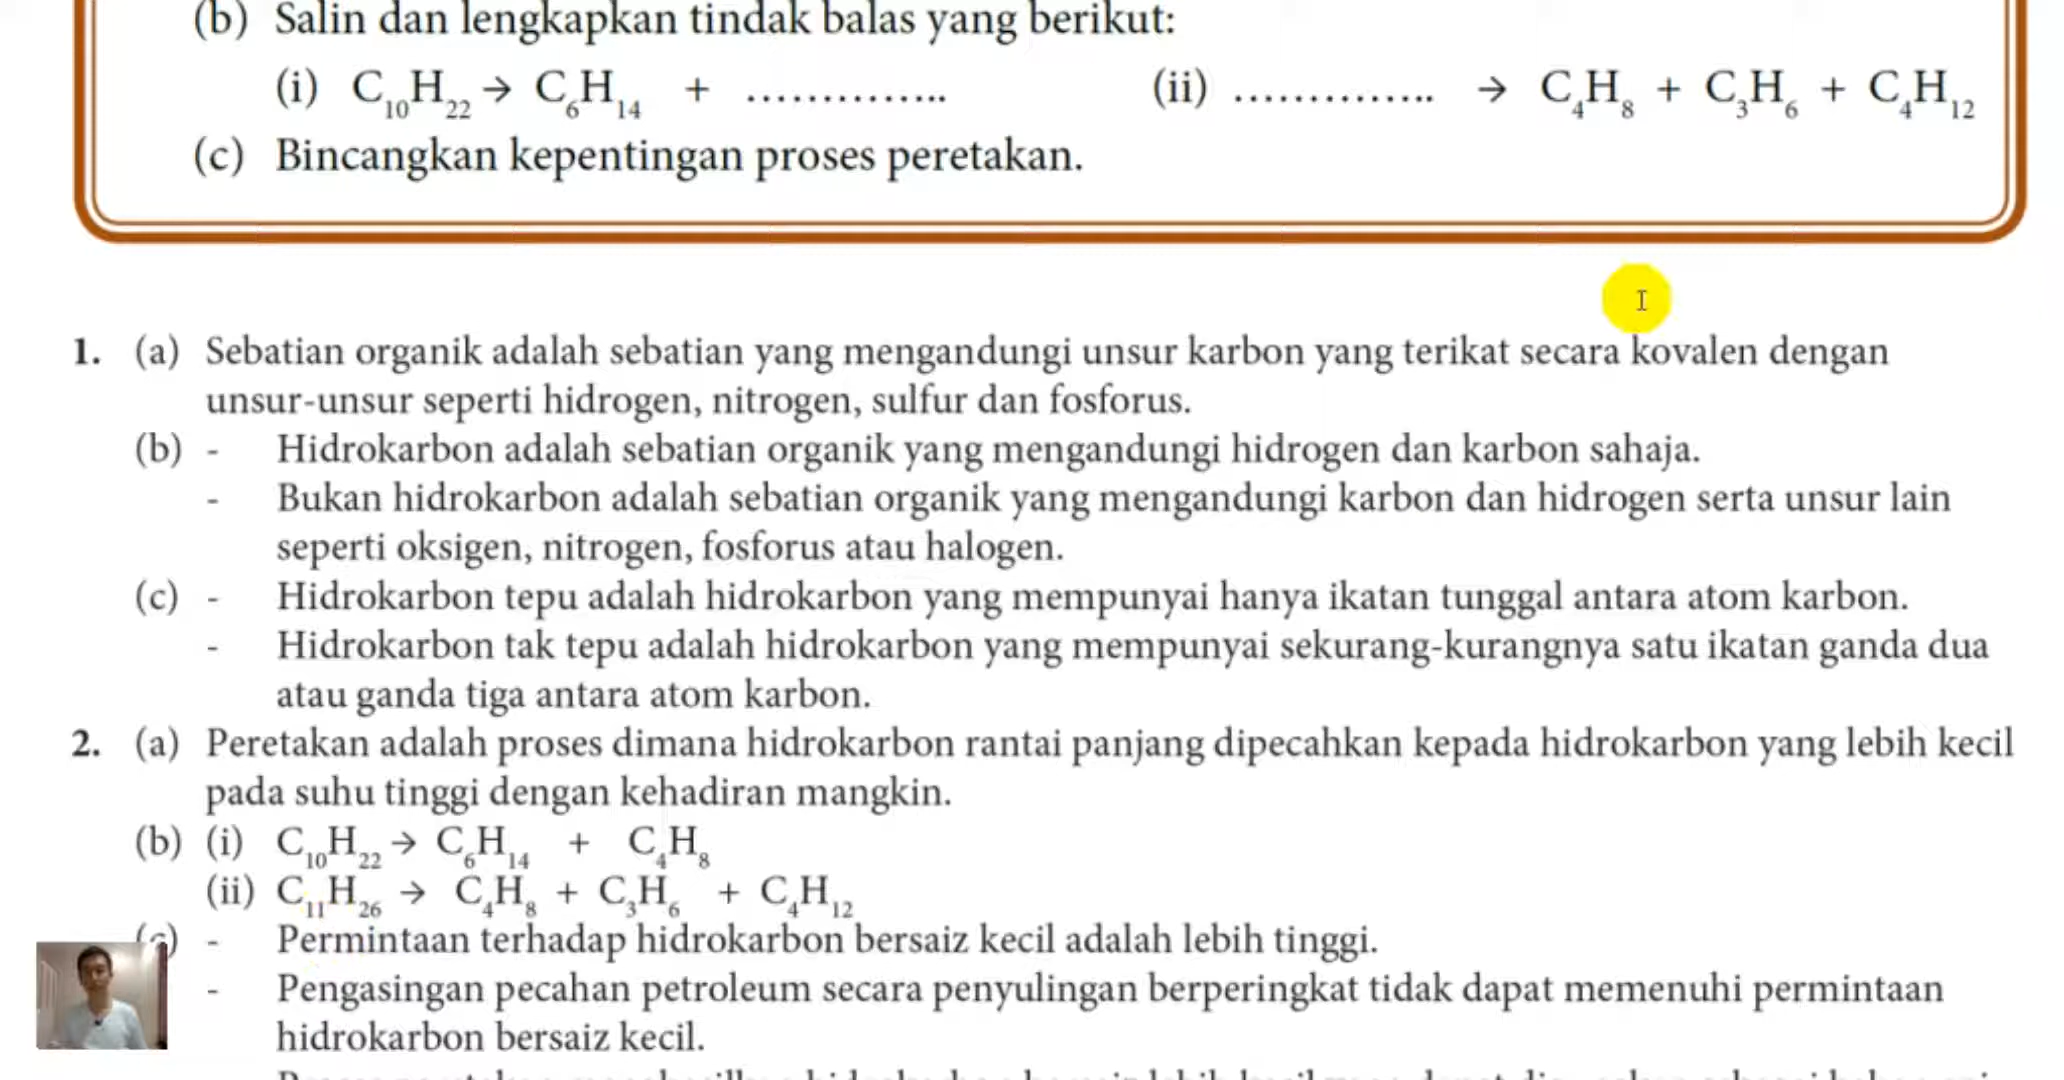 (b) Salin dan lengkapkan tindak balas yang berikut:
(i) C₁₀H₂₂ → C₆H₁₄ + .............. (ii) .............. → C₄H₈ + C₃H₆ + C₄H₁₂
(c) Bincangkan kepentingan proses peretakan.
1. (a) Sebatian organik adalah sebatian yang mengandungi unsur karbon yang terikat secara kovalen dengan
unsur-unsur seperti hidrogen, nitrogen, sulfur dan fosforus.
(b) - Hidrokarbon adalah sebatian organik yang mengandungi hidrogen dan karbon sahaja.
- Bukan hidrokarbon adalah sebatian organik yang mengandungi karbon dan hidrogen serta unsur lain
seperti oksigen, nitrogen, fosforus atau halogen.
(c) - Hidrokarbon tepu adalah hidrokarbon yang mempunyai hanya ikatan tunggal antara atom karbon.
- Hidrokarbon tak tepu adalah hidrokarbon yang mempunyai sekurang-kurangnya satu ikatan ganda dua
atau ganda tiga antara atom karbon.
2. (a) Peretakan adalah proses dimana hidrokarbon rantai panjang dipecahkan kepada hidrokarbon yang lebih kecil
pada suhu tinggi dengan kehadiran mangkin.
(b) (i) C₁₀H₂₂ → C₆H₁₄ + C₄H₈
(ii) C₁₁H₂₆ → C₄H₈ + C₃H₆ + C₄H₁₂
(c) - Permintaan terhadap hidrokarbon bersaiz kecil adalah lebih tinggi.
- Pengasingan pecahan petroleum secara penyulingan berperingkat tidak dapat memenuhi permintaan
hidrokarbon bersaiz kecil.